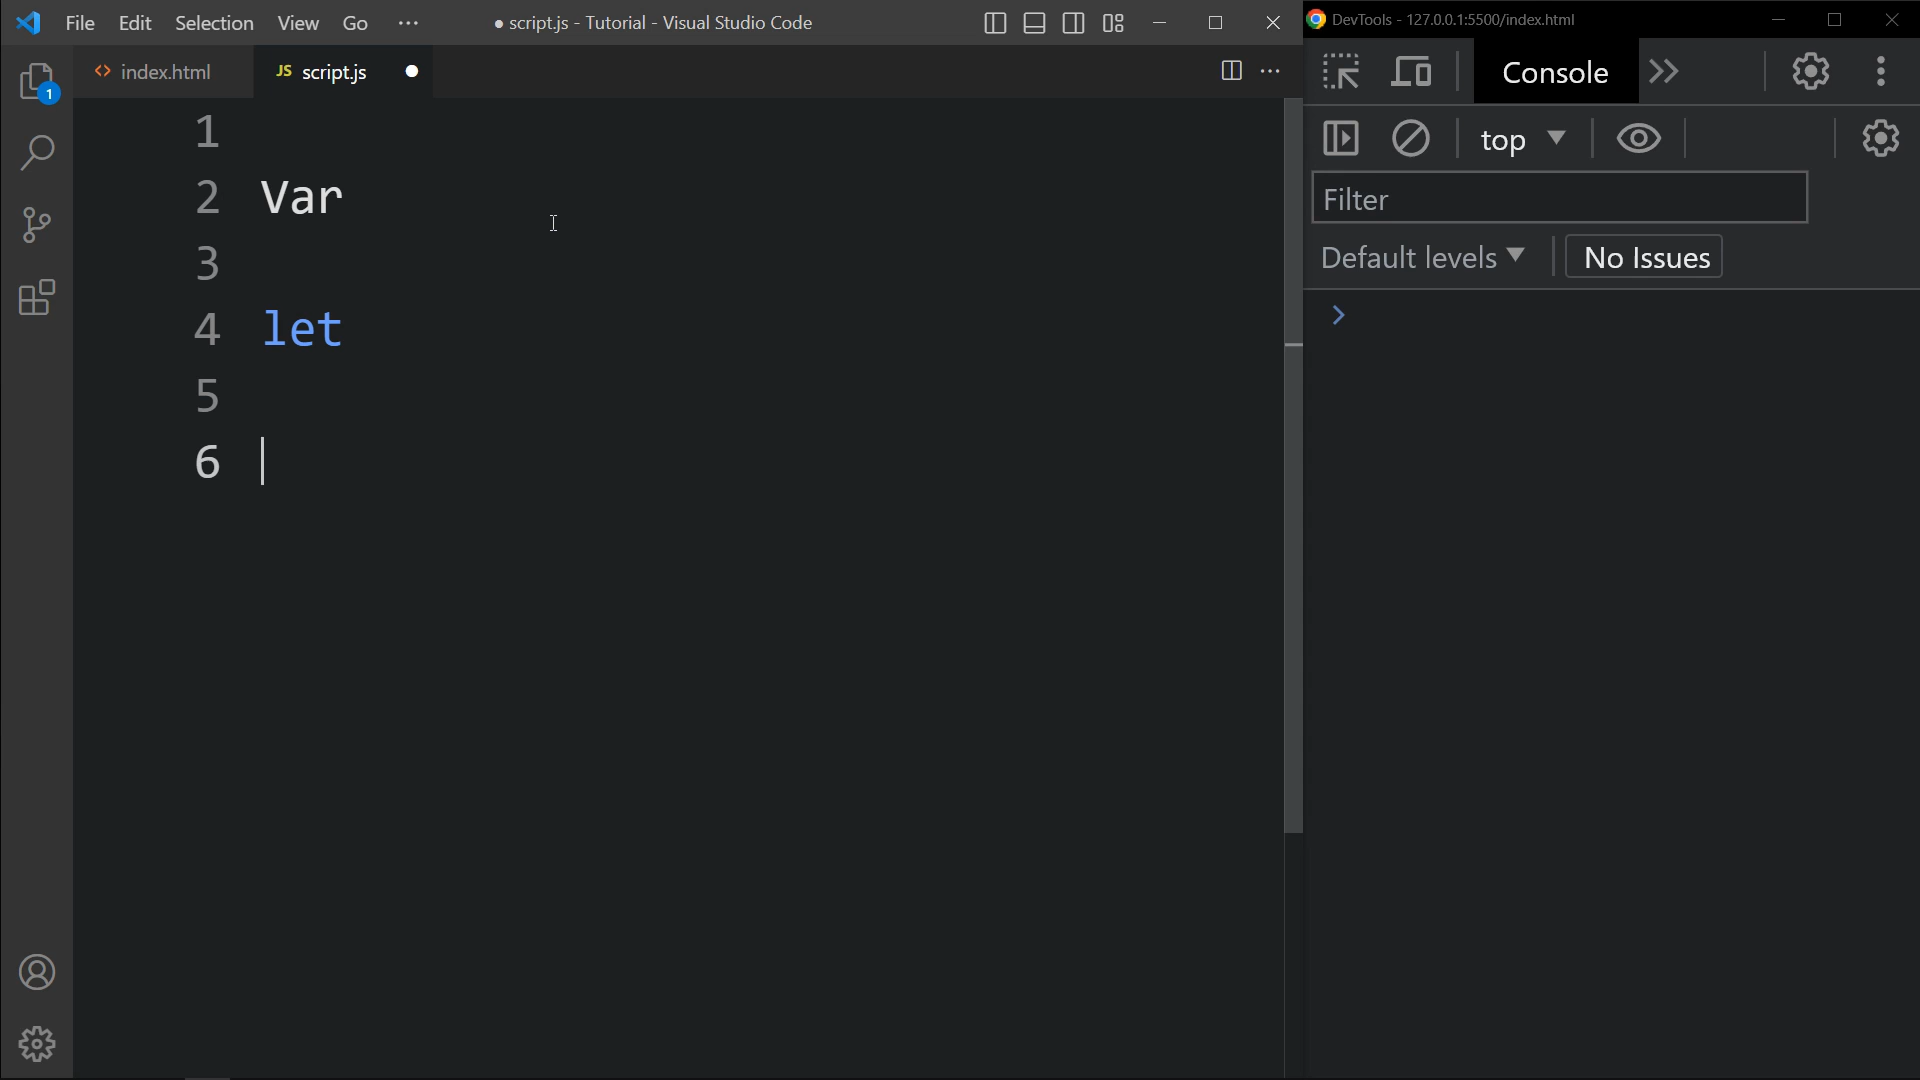 File Edit Selection View Go ··· ● script.js - Tutorial - Visual Studio Code
DevTools - 127.0.0.1:5500/index.html
<> index.html JS script.js ●
Console
1
top
Filter
Default levels No Issues
1
2 Var
3
4 let
5
6